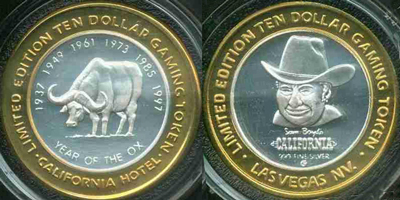 LIMITED EDITION TEN DOLLAR GAMING TOKEN
1937 1949 1961 1973 1985 1997
YEAR OF THE OX
· CALIFORNIA HOTEL ·
LIMITED EDITION TEN DOLLAR GAMING TOKEN
Sam Boyd's
CALIFORNIA
.999 FINE SILVER
· LAS VEGAS NV. ·